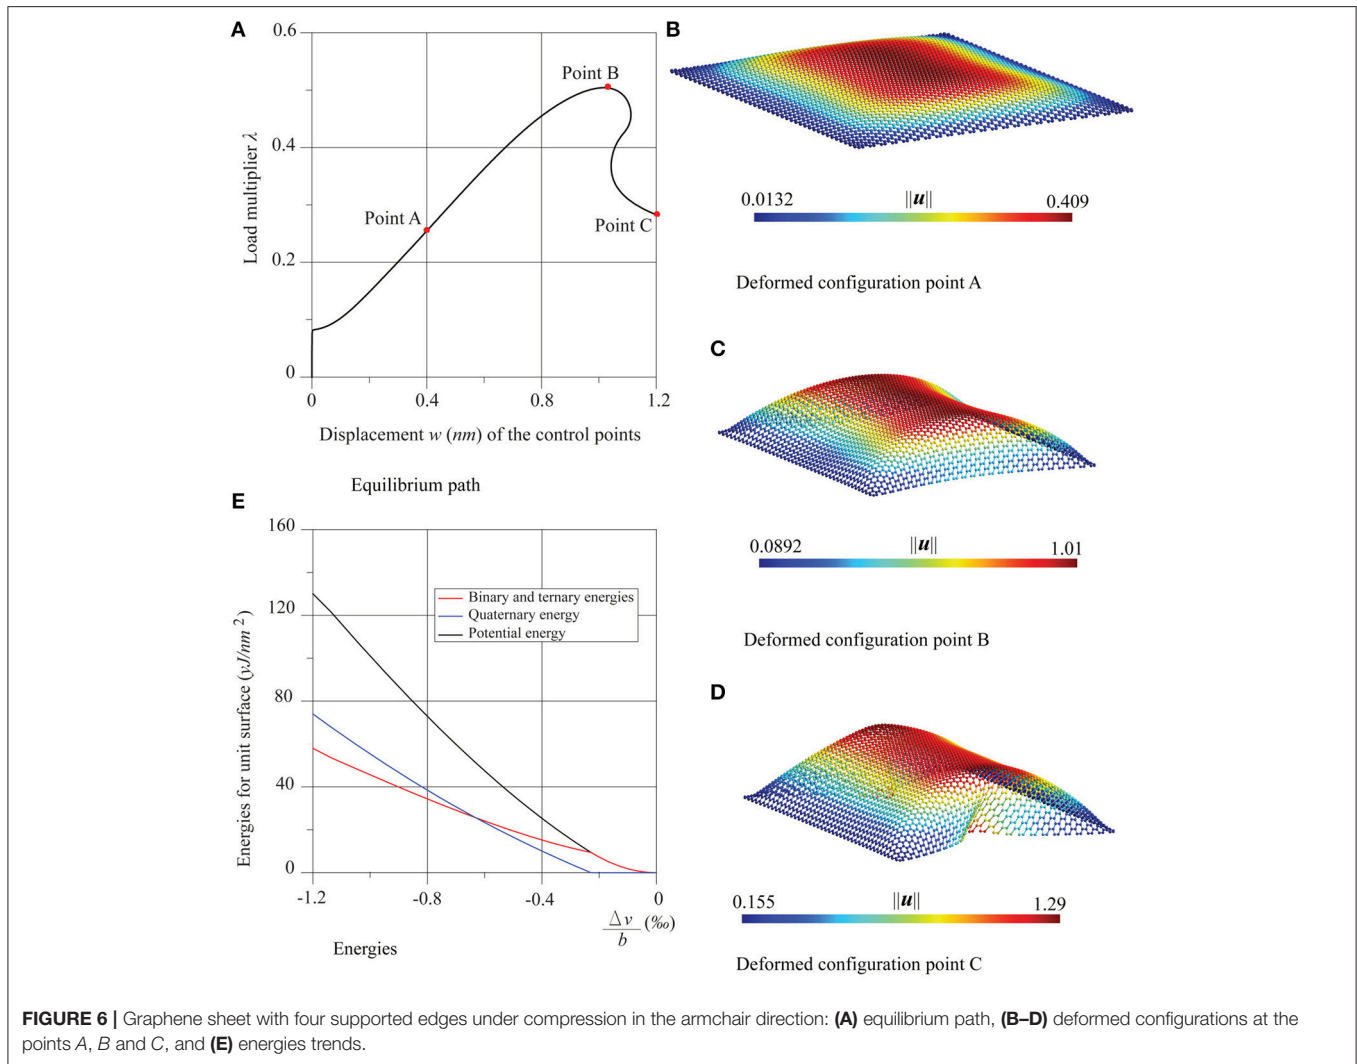 A
0.6
0.4
0.2
0
Load multiplier λ
Point A
Point B
Point C
0
0.4
0.8
1.2
Displacement w (nm) of the control points
Equilibrium path
B
0.0132
||u||
0.409
Deformed configuration point A
C
0.0892
||u||
1.01
Deformed configuration point B
D
0.155
||u||
1.29
Deformed configuration point C
E
160
120
80
40
0
Energies for unit surface (yJ/nm 2)
Binary and ternary energies
Quaternary energy
Potential energy
-1.2
-0.8
-0.4
0
Δv
b
(‰)
Energies
FIGURE 6 | Graphene sheet with four supported edges under compression in the armchair direction: (A) equilibrium path, (B–D) deformed configurations at the
points A, B and C, and (E) energies trends.